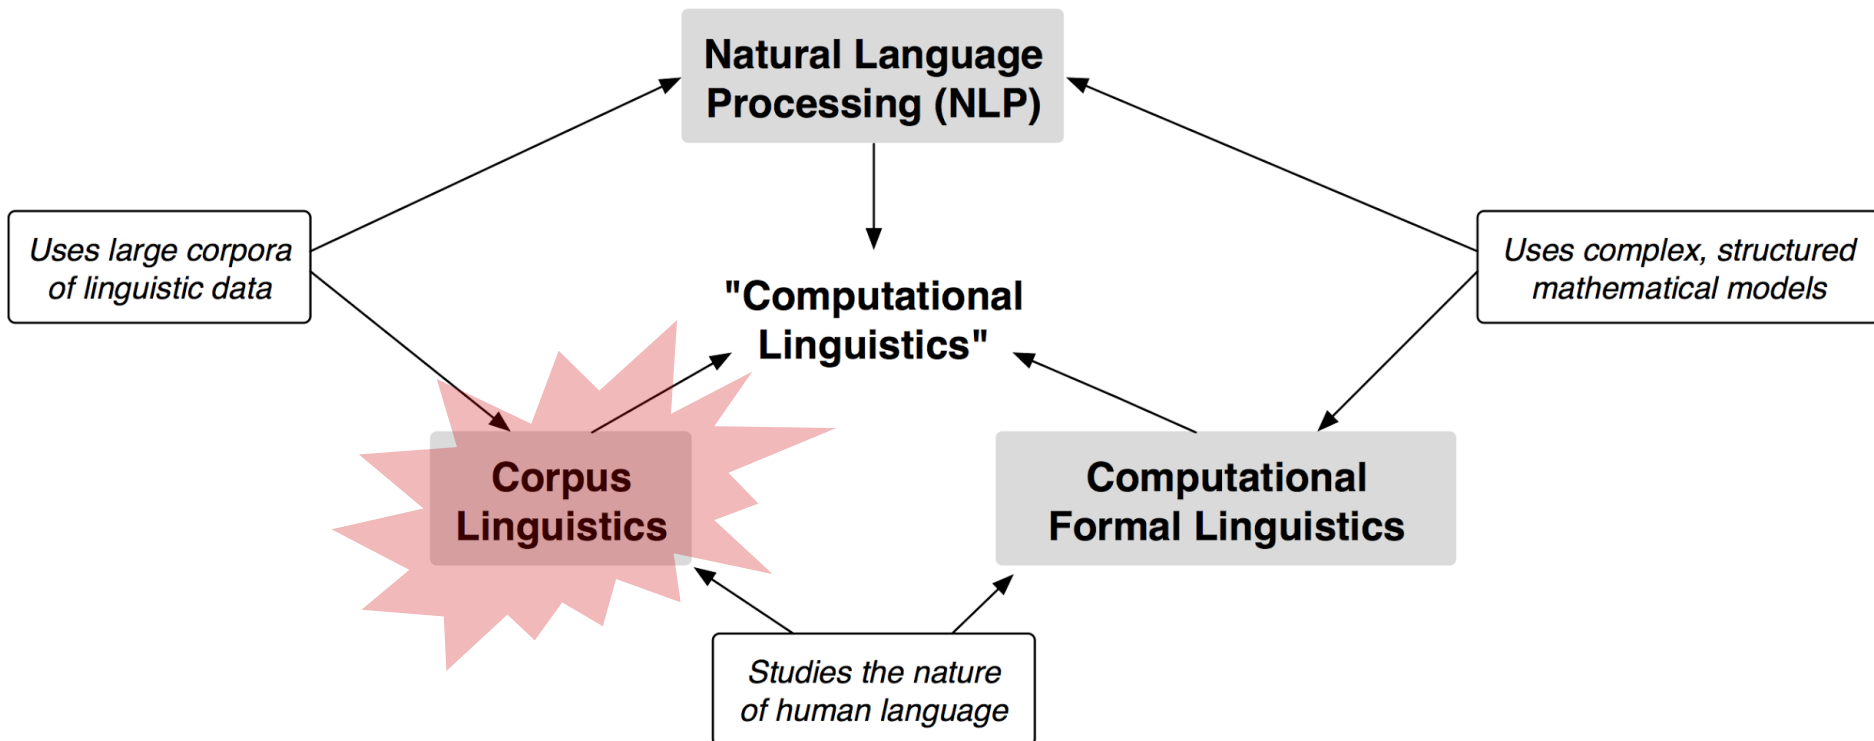 Natural Language
Processing (NLP)
Uses large corpora
of linguistic data
Uses complex, structured
mathematical models
"Computational
Linguistics"
Corpus
Linguistics
Computational
Formal Linguistics
Studies the nature
of human language